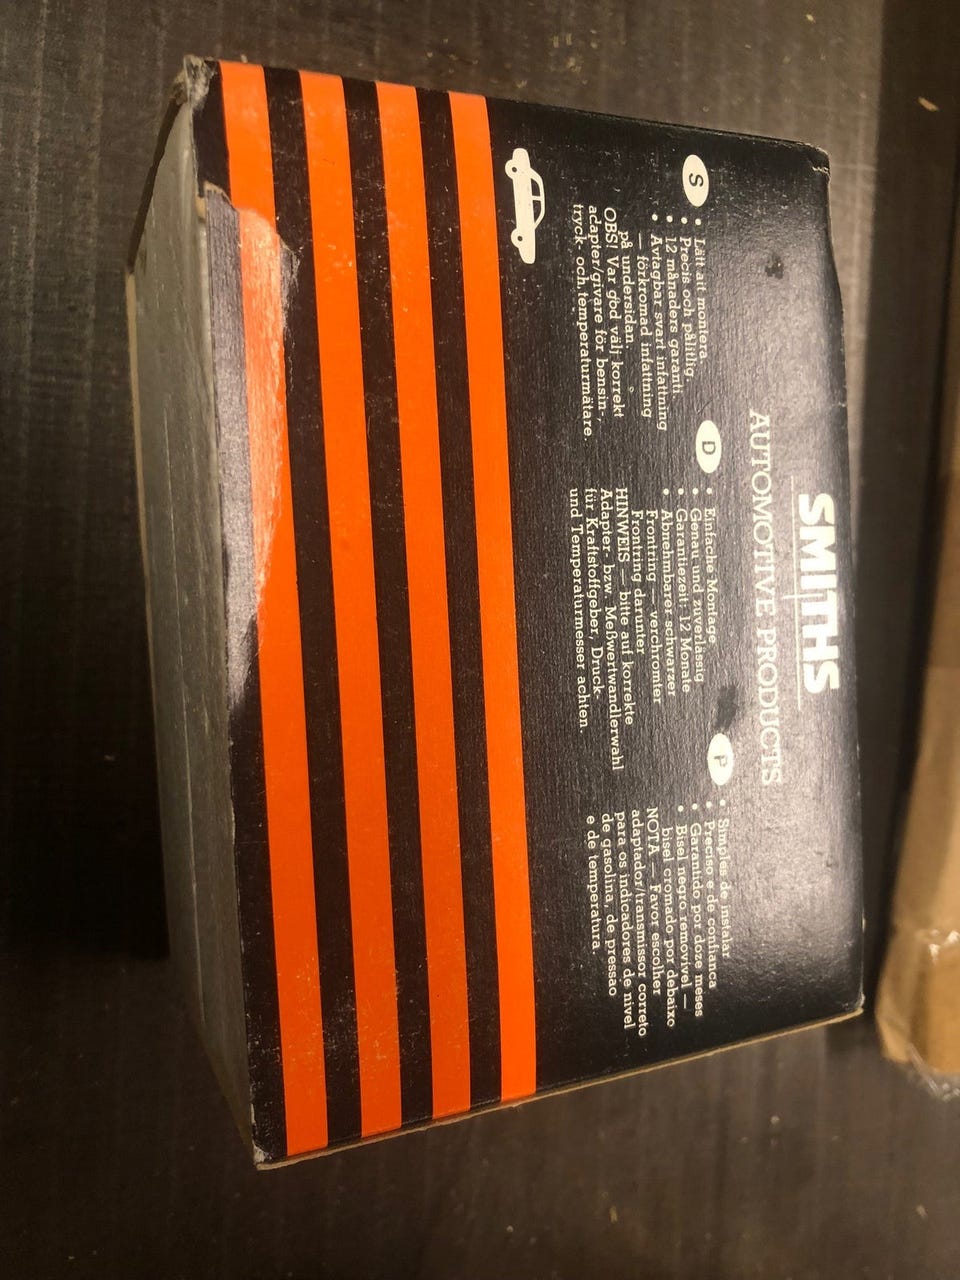 SMITHS
AUTOMOTIVE PRODUCTS
S
• Lätt att montera.
• Precis och pålitlig.
• 12 månaders garanti.
• Avtagbar svart infattning
— förkromad infattning
på undersidan.
OBS! Var god välj korrekt
adapter/givare för bensin-,
tryck- och temperaturmätare.
D
• Einfache Montage
• Genau und zuverlässig
• Garantiezeit: 12 Monate
• Abnehmbarer schwarzer
Frontring verchromter
Frontring darunter
HINWEIS — bitte auf korrekte
Adapter- bzw. Meßwertwandlerwahl
für Kraftstoffgeber, Druck-
und Temperaturmesser achten.
P
• Simples de instalar
• Preciso e de confianca
• Garantido por doze meses
• Bisel negro removivel —
bisel cromado por debaixo
NOTA — Favor escolher
adaptador/transmissor correto
para os indicadores de nivel
de gasolina, de pressao
e de temperatura.